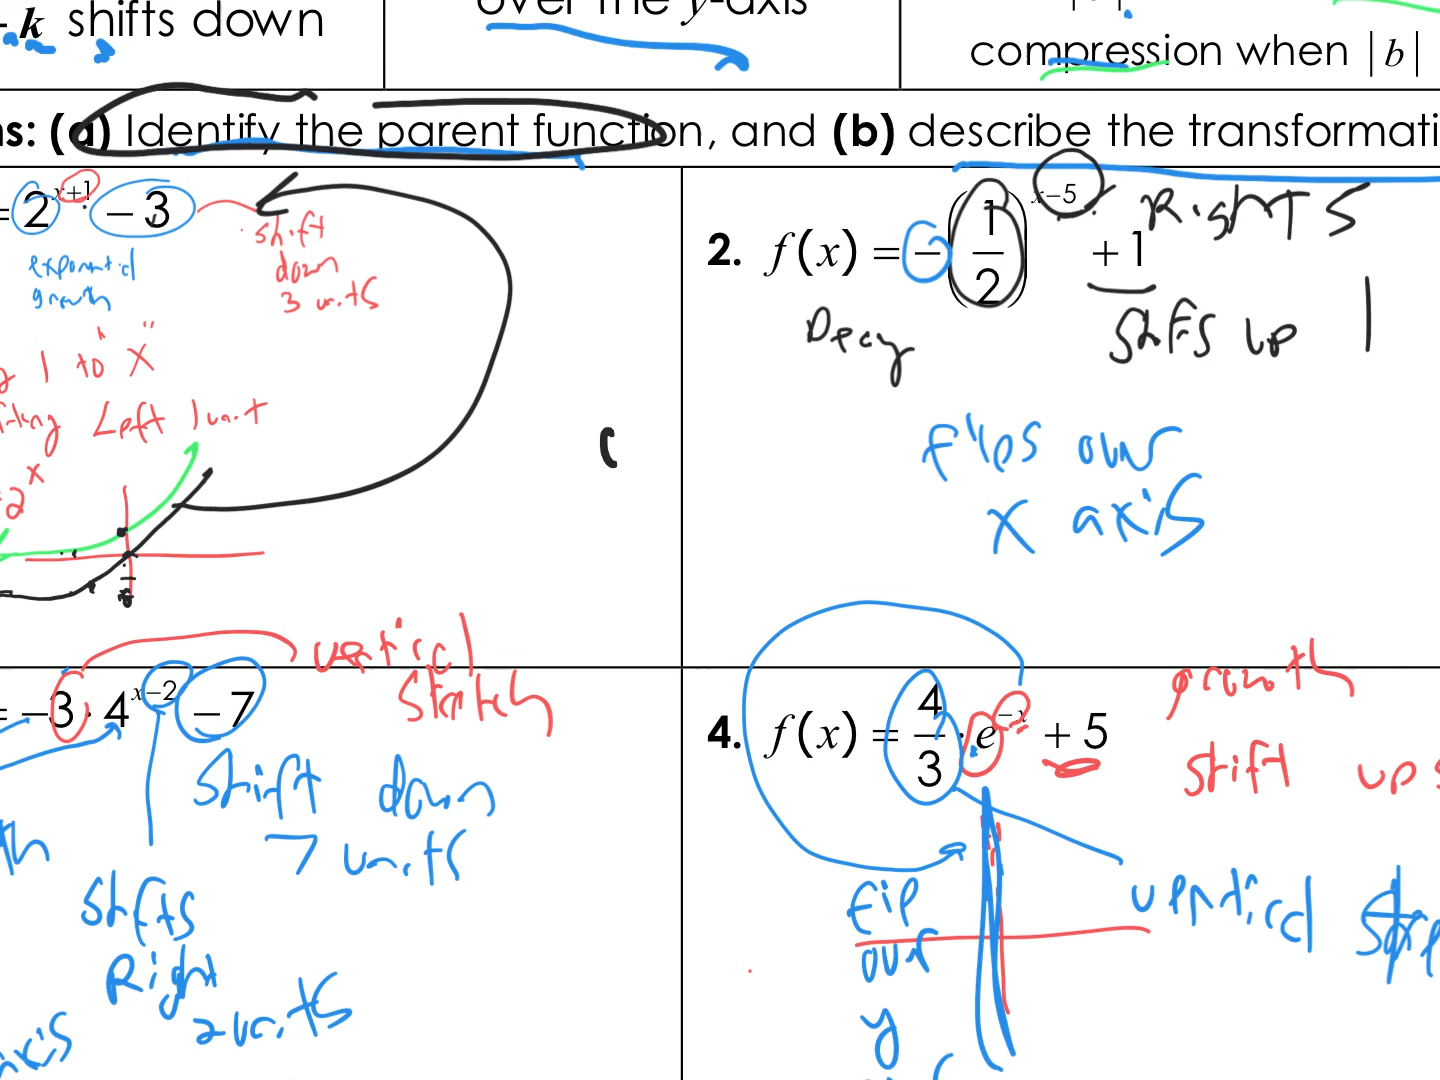 -k shifts down
over the y-axis
compression when |b|
ns: (a) Identify the parent function, and (b) describe the transformati
= 2^{x+1} - 3
exponential
growth
shift
down
3 units
1 to "x"
Left 1 unit
2^x
2. f(x) = -(1/2)^{x-5} + 1
Right 5
Decay
Shifts up 1
flips over
x axis
= -3 · 4^{x-2} - 7
vertical
stretch
shift down
7 units
shifts
Right
2 units
axis
4. f(x) = 4/3 · e^{-x} + 5
growth
shift up 5
flip
over
y
vertical